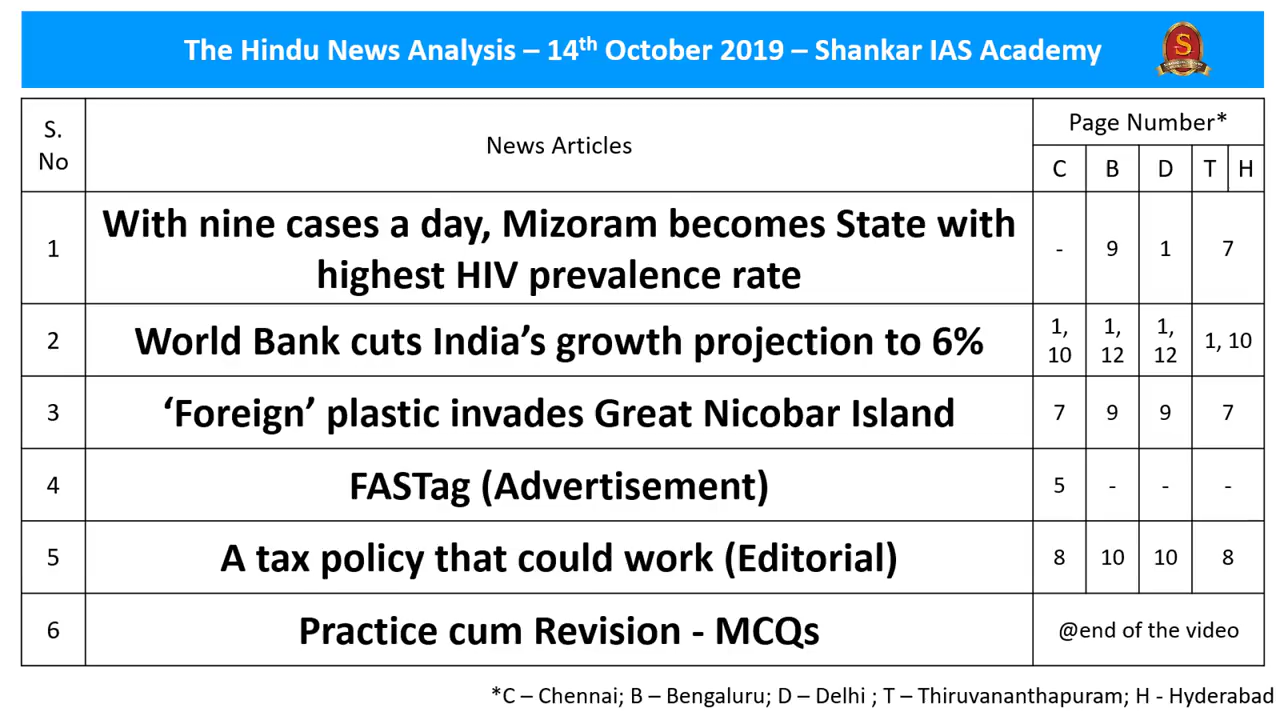 The Hindu News Analysis – 14th October 2019 – Shankar IAS Academy
S
S. No
News Articles
Page Number*
C B D T H
1
With nine cases a day, Mizoram becomes State with
highest HIV prevalence rate
- 9 1 7
2
World Bank cuts India’s growth projection to 6%
1, 10
1, 12
1, 12
1, 10
3
‘Foreign’ plastic invades Great Nicobar Island
7 9 9 7
4
FASTag (Advertisement)
5 - - -
5
A tax policy that could work (Editorial)
8 10 10 8
6
Practice cum Revision - MCQs
@end of the video
*C – Chennai; B – Bengaluru; D – Delhi ; T – Thiruvananthapuram; H - Hyderabad